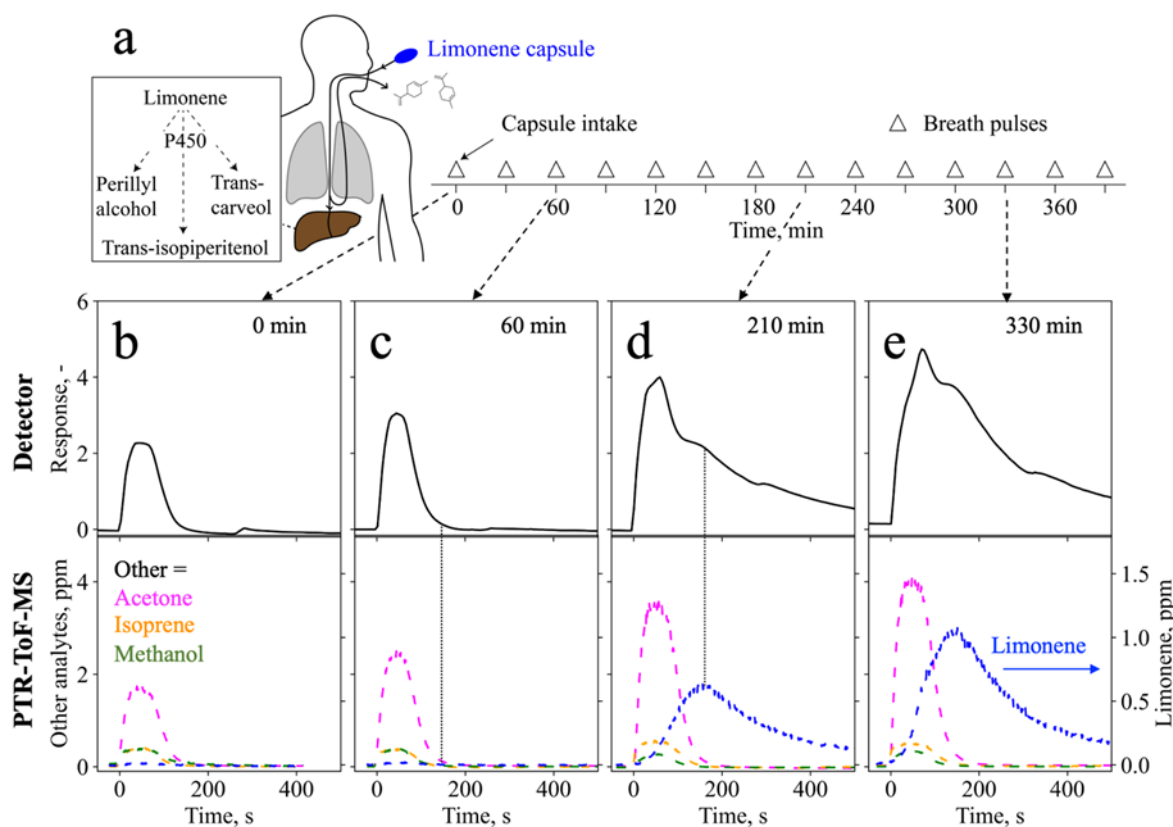 a
Limonene capsule
Limonene
P450
Perillyl
alcohol
Trans-
carveol
Trans-isopiperitenol
Capsule intake
Breath pulses
0 60 120 180 240 300 360
Time, min
Detector
Response, -
6
4
2
0
b
0 min
c
60 min
d
210 min
e
330 min
PTR-ToF-MS
Other analytes, ppm
4
2
0
Other =
Acetone
Isoprene
Methanol
Limonene
1.5
1.0
0.5
0.0
Limonene, ppm
0 200 400
0 200 400
0 200 400
0 200 400
Time, s
Time, s
Time, s
Time, s